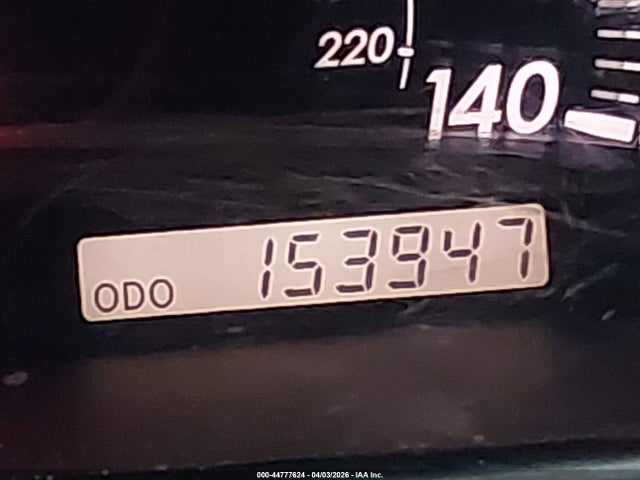 220
140
ODO 153947
000-44777624 - 04/03/2026 - IAA Inc.